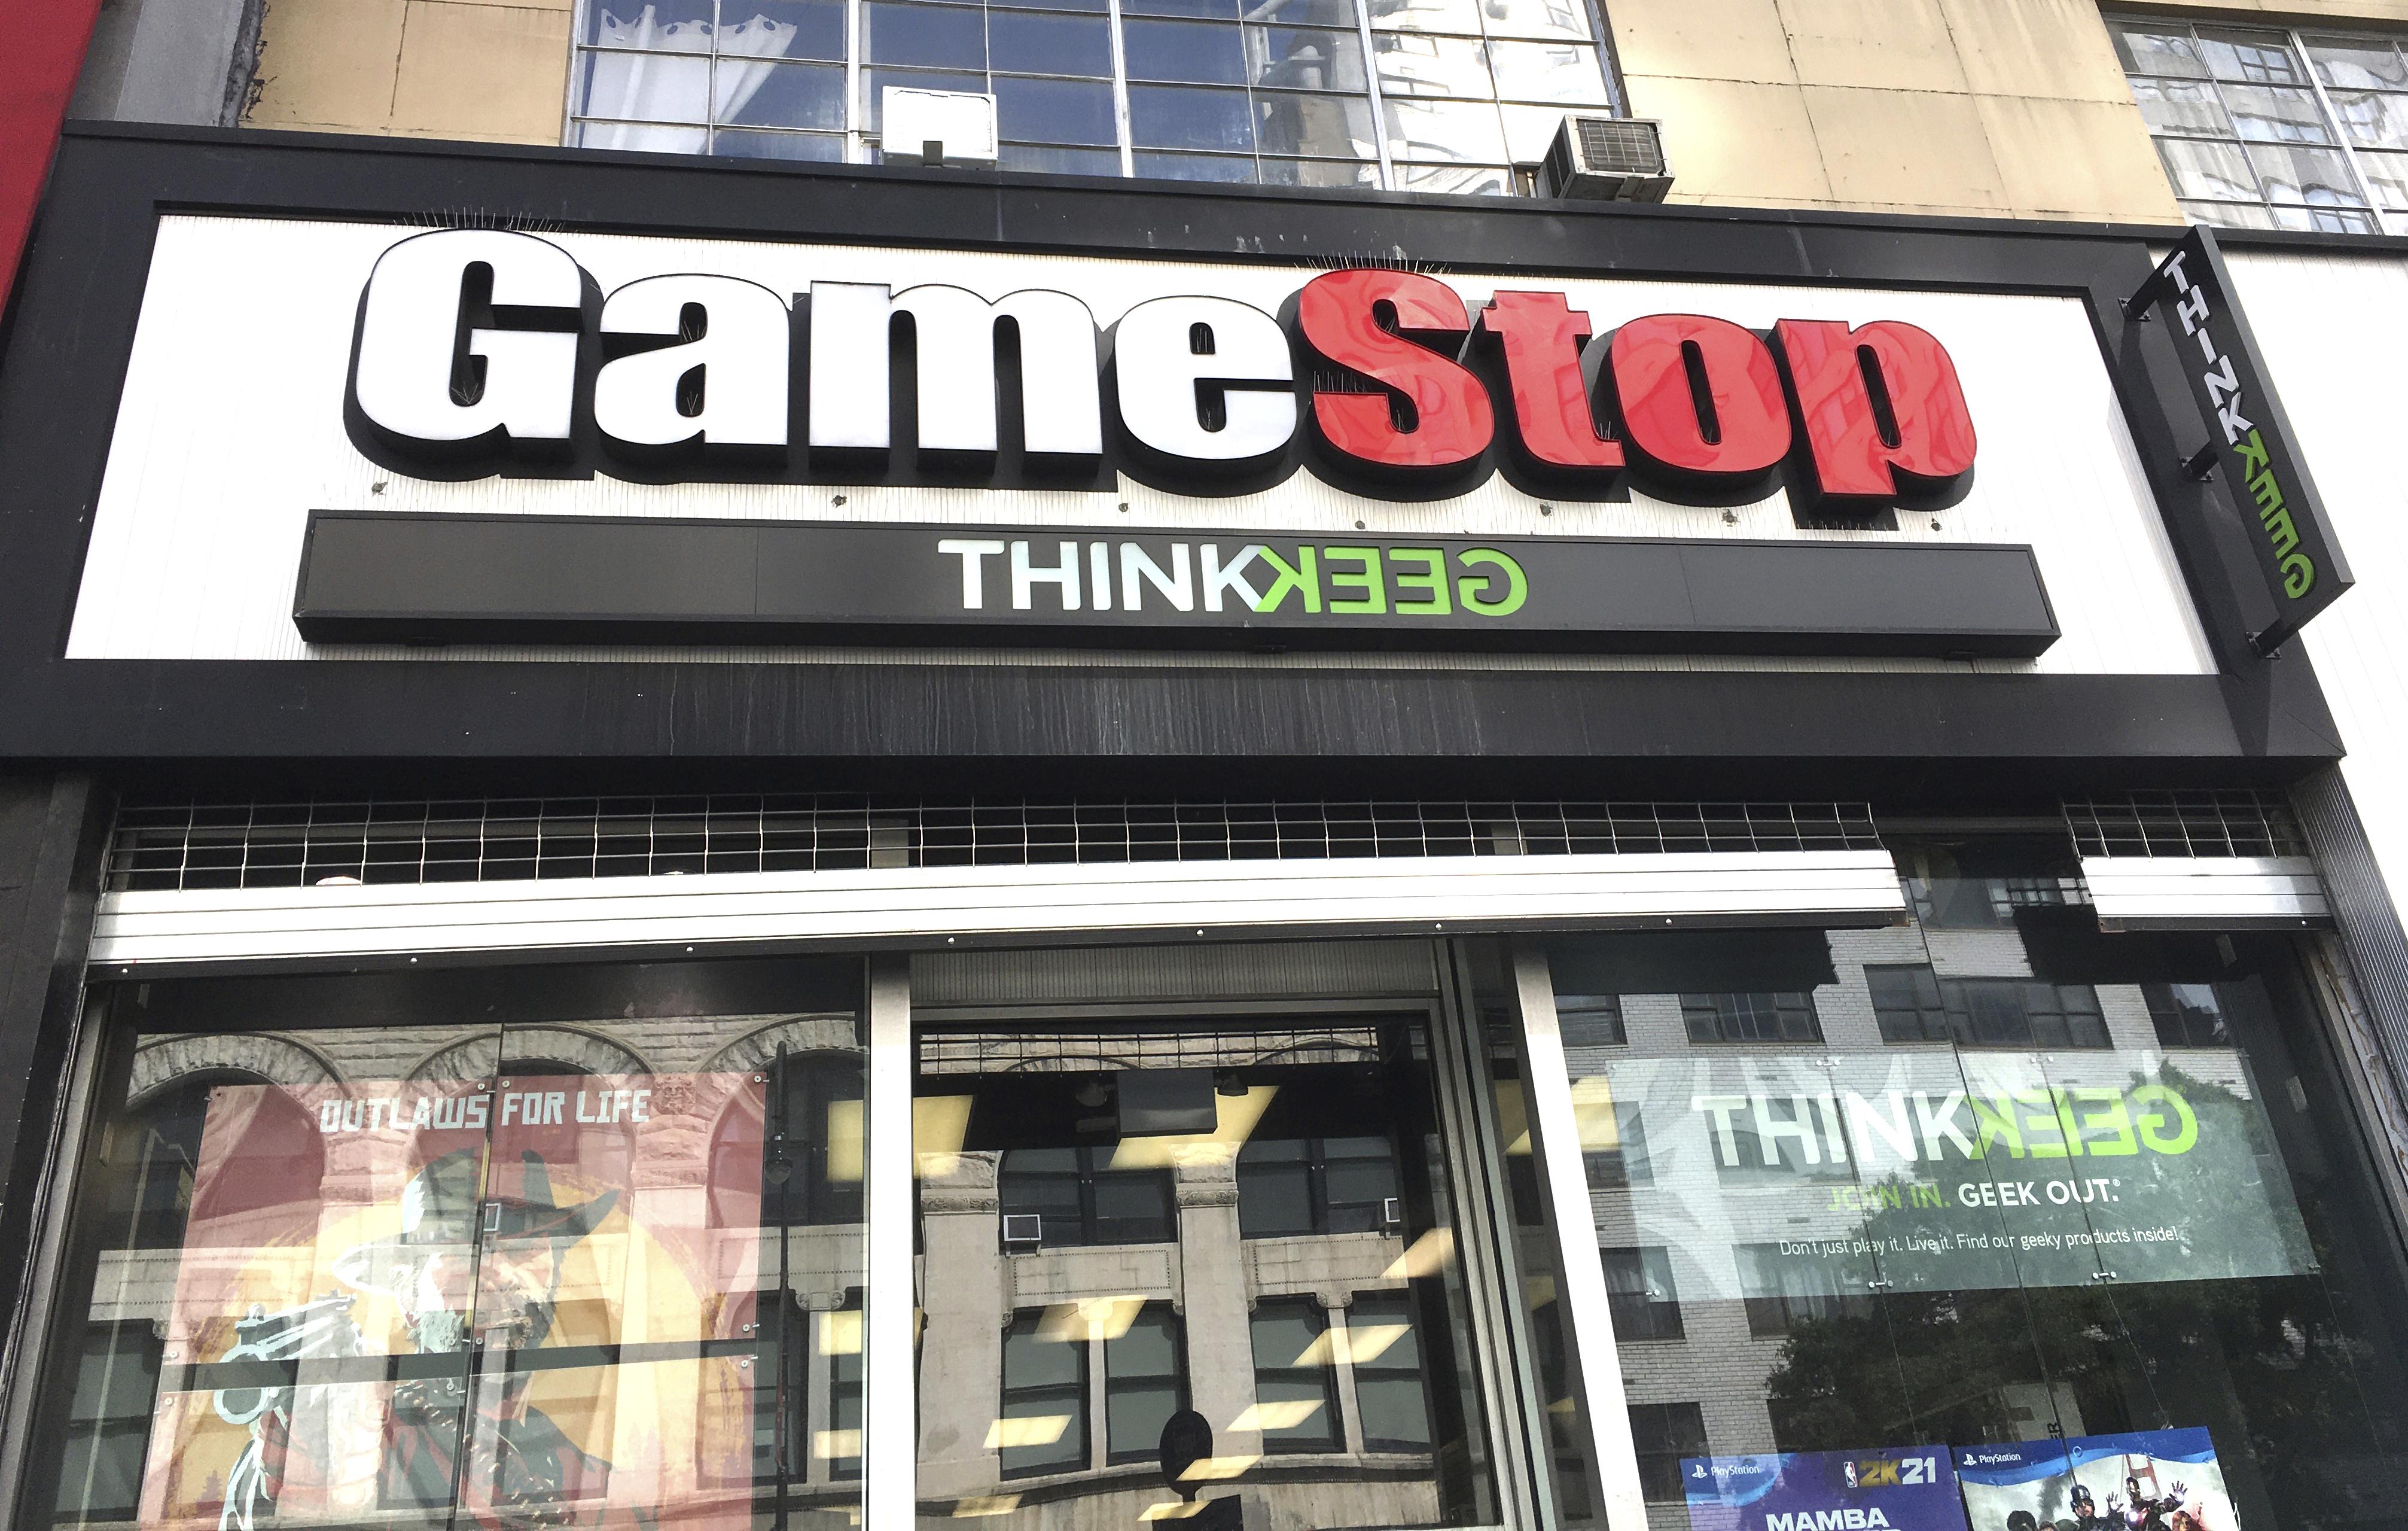 GameStop
THINKGEEK
THINKGEEK
OUTLAWS FOR LIFE
THINKGEEK
JOIN IN. GEEK OUT.®
Don't just play it. Live it. Find our geeky products inside!
PlayStation
NBA 2K21
MAMBA
PlayStation